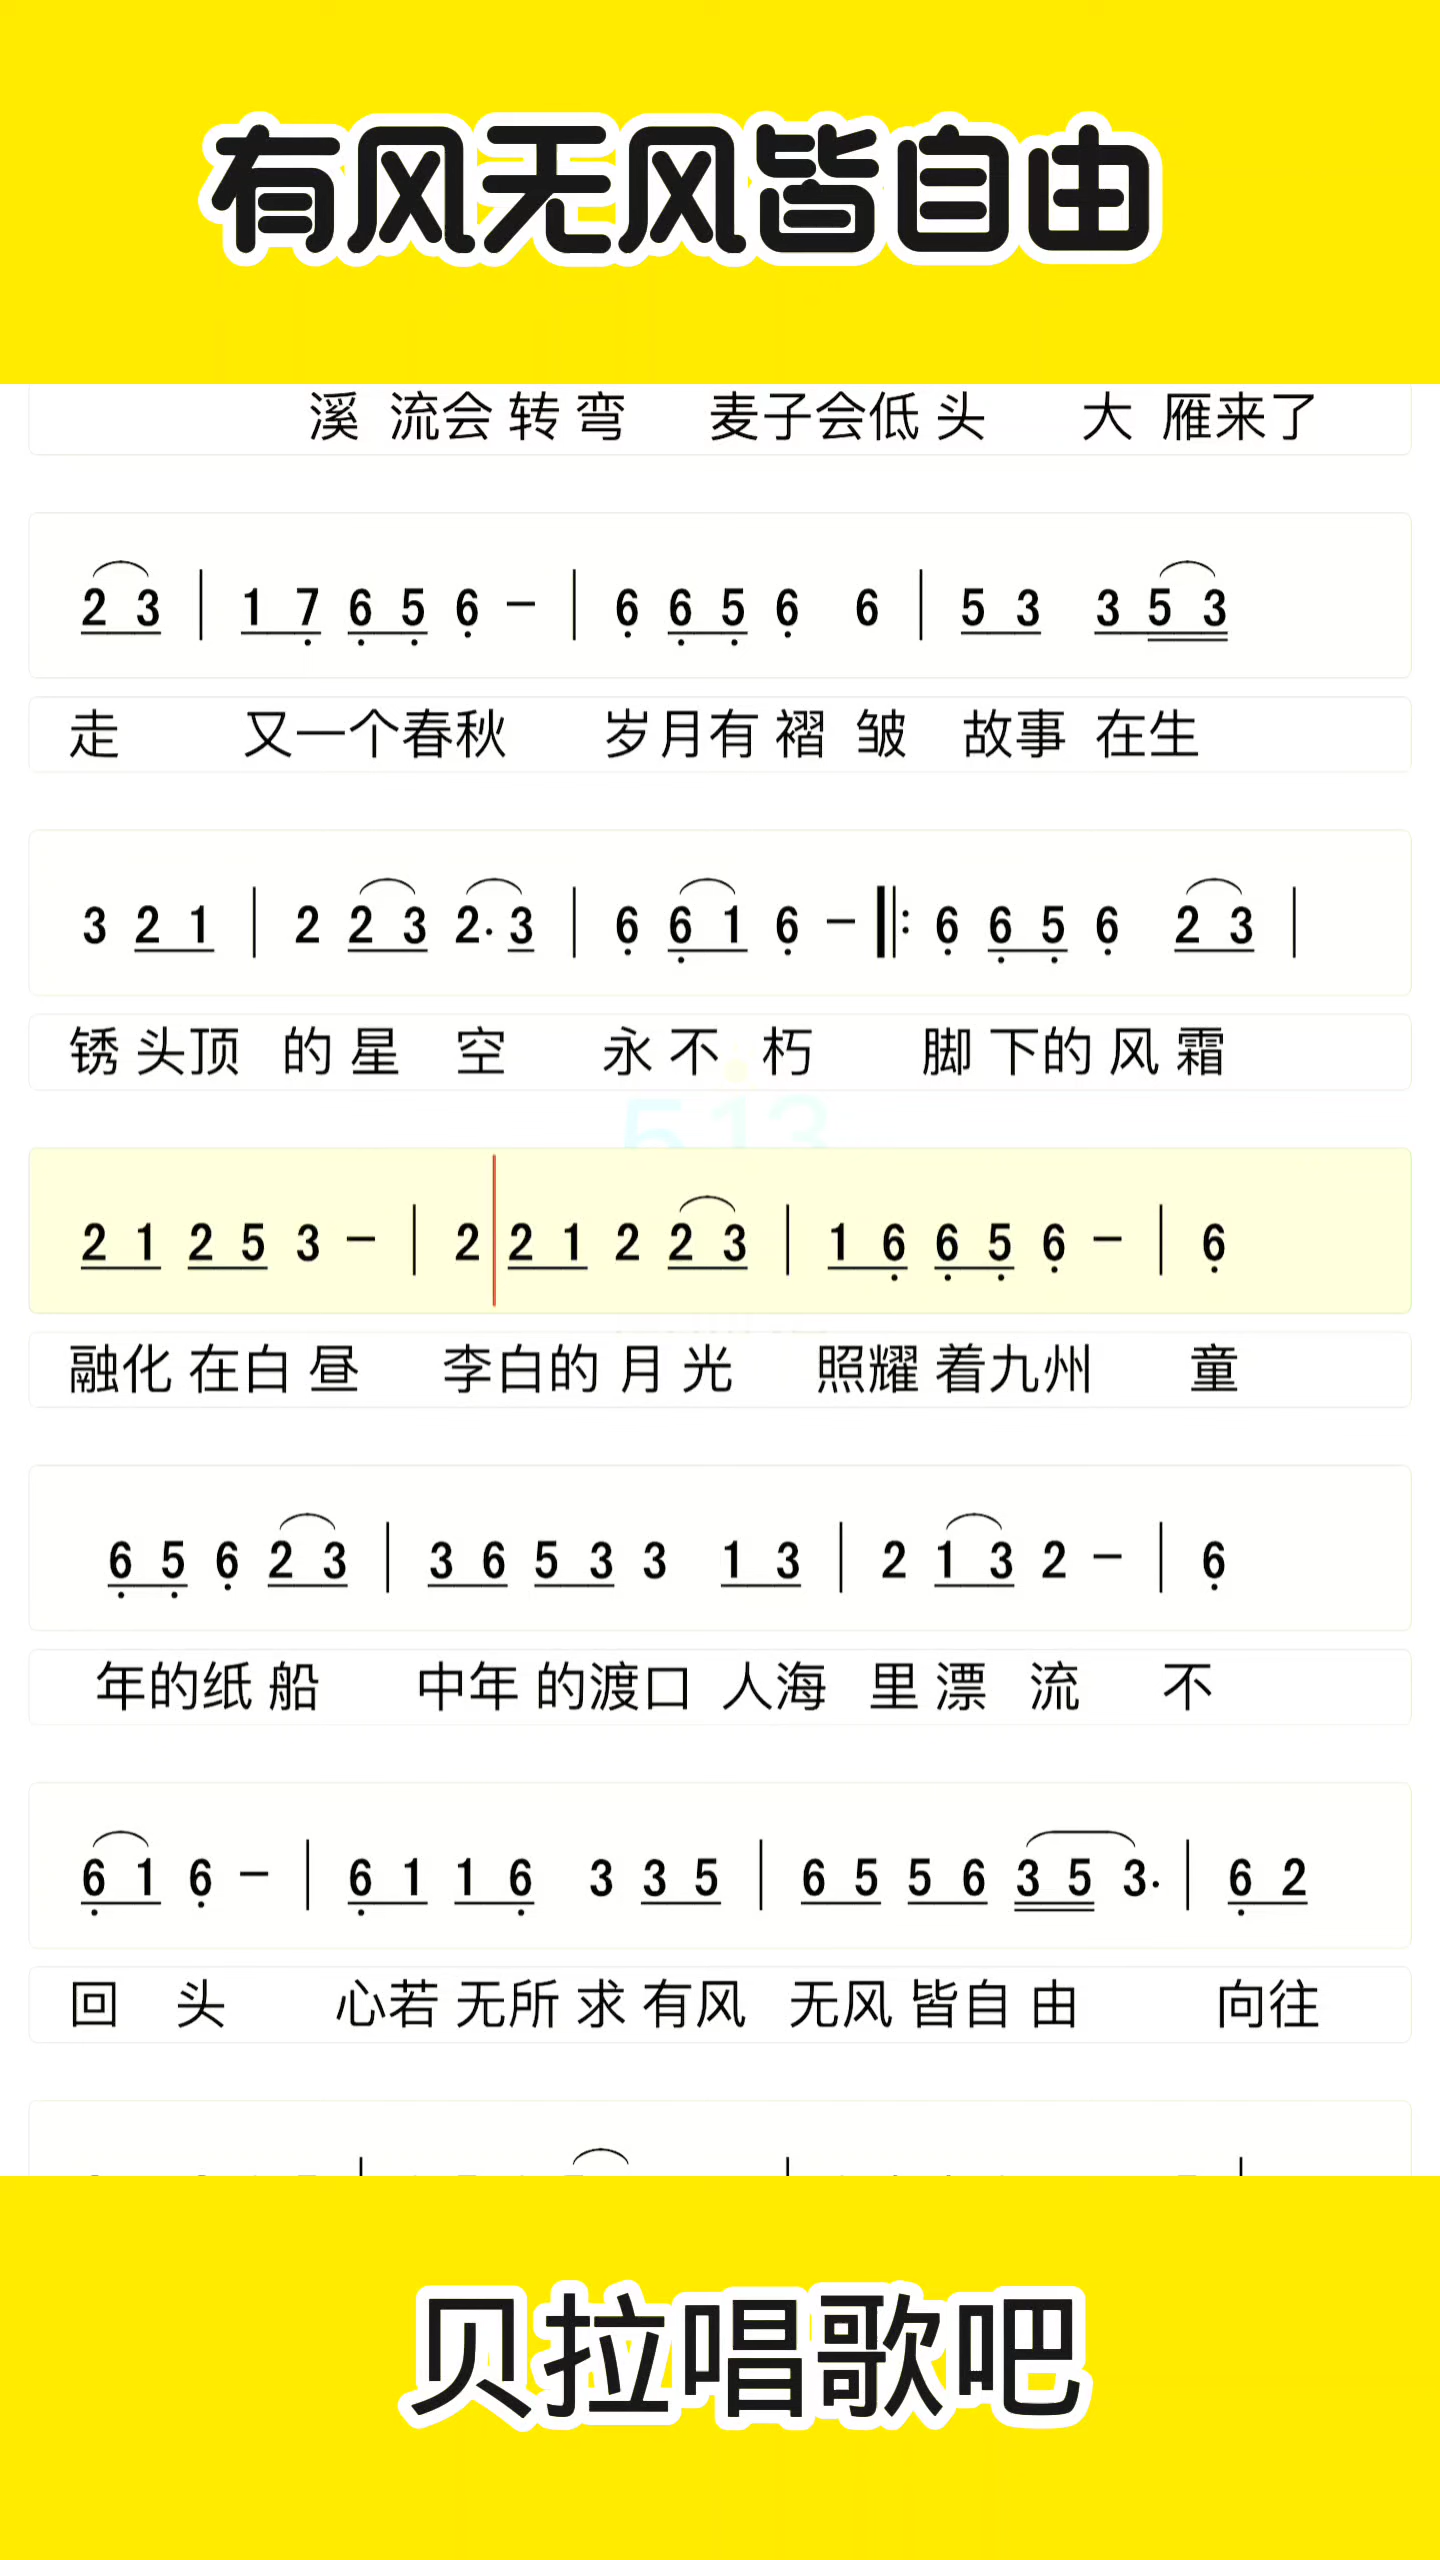 有风无风皆自由
溪 流会 转 弯 麦子会低 头 大 雁来了
2 3 | 1 7̣ 6̣ 5̣ 6̣ – | 6̣ 6̣ 5̣ 6̣ 6 | 5 3 3 5 3
走 又一个春秋 岁月有 褶 皱 故事 在生
3 2 1 | 2 2 3 2· 3 | 6̣ 6̣ 1 6̣ – ‖: 6̣ 6̣ 5̣ 6̣ 2 3 |
锈 头顶 的 星 空 永 不 朽 脚 下的 风 霜
513
2 1 2 5 3 – | 2 2 1 2 2 3 | 1 6̣ 6̣ 5̣ 6̣ – | 6̣
融化 在白 昼 李白的 月 光 照耀 着九州 童
6̣ 5̣ 6̣ 2 3 | 3 6 5 3 3 1 3 | 2 1 3 2 – | 6̣
年的纸 船 中年 的渡口 人海 里 漂 流 不
6̣ 1 6̣ – | 6̣ 1 1 6̣ 3 3 5 | 6 5 5 6 3 5 3· | 6̣ 2
回 头 心若 无所 求 有风 无风 皆自 由 向往
贝拉唱歌吧